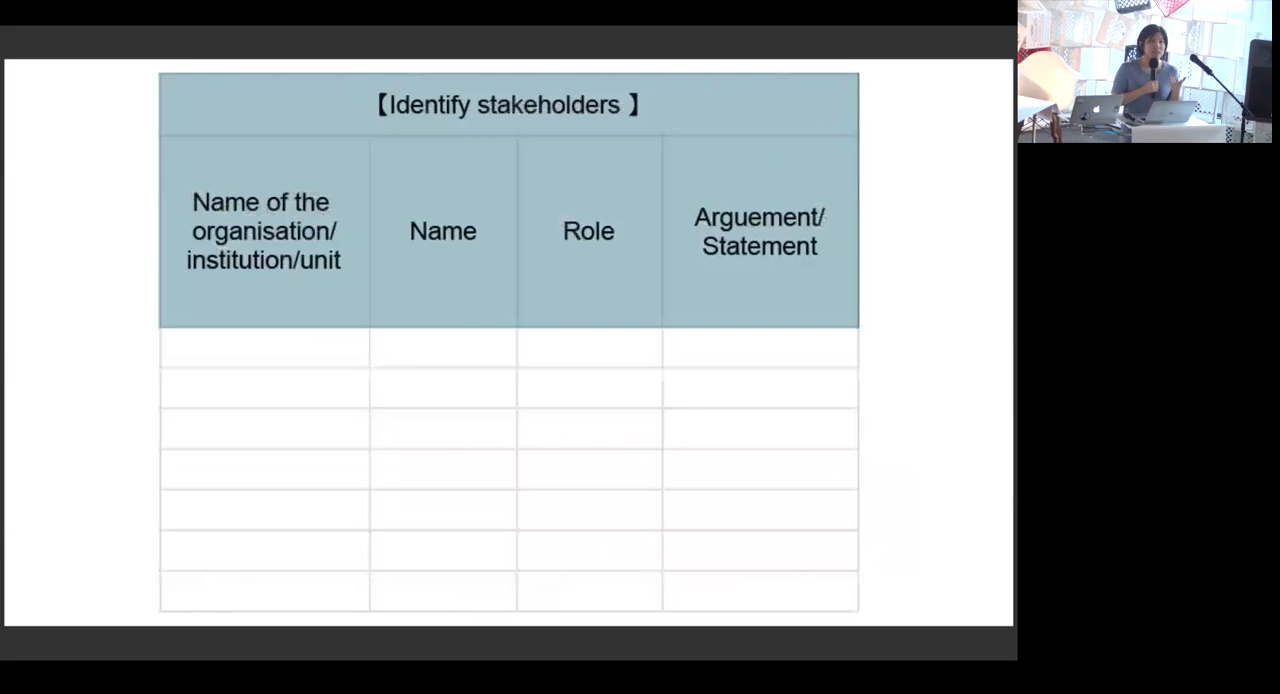 【Identify stakeholders 】
Name of the
organisation/
institution/unit
Name
Role
Arguement/
Statement